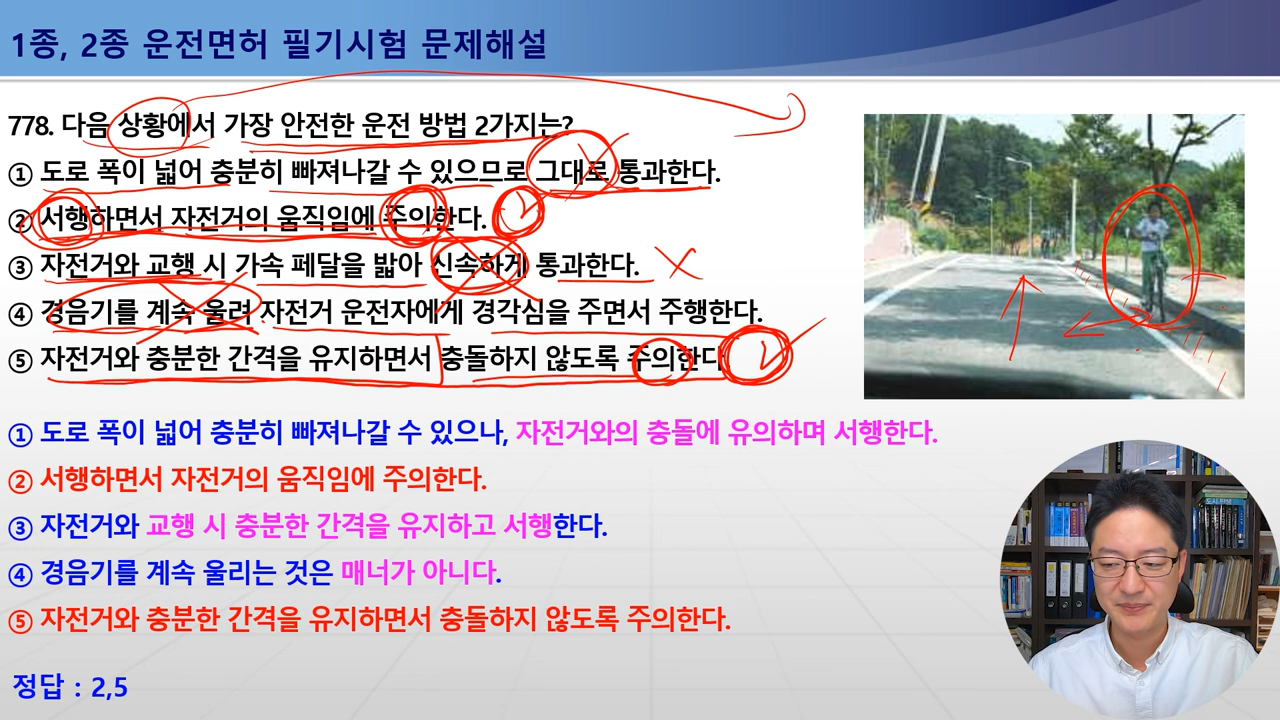 1종, 2종 운전면허 필기시험 문제해설
778. 다음 상황에서 가장 안전한 운전 방법 2가지는?
① 도로 폭이 넓어 충분히 빠져나갈 수 있으므로 그대로 통과한다.
② 서행하면서 자전거의 움직임에 주의한다.
③ 자전거와 교행 시 가속 페달을 밟아 신속하게 통과한다.
④ 경음기를 계속 울려 자전거 운전자에게 경각심을 주면서 주행한다.
⑤ 자전거와 충분한 간격을 유지하면서 충돌하지 않도록 주의한다.
① 도로 폭이 넓어 충분히 빠져나갈 수 있으나, 자전거와의 충돌에 유의하며 서행한다.
② 서행하면서 자전거의 움직임에 주의한다.
③ 자전거와 교행 시 충분한 간격을 유지하고 서행한다.
④ 경음기를 계속 울리는 것은 매너가 아니다.
⑤ 자전거와 충분한 간격을 유지하면서 충돌하지 않도록 주의한다.
정답 : 2,5